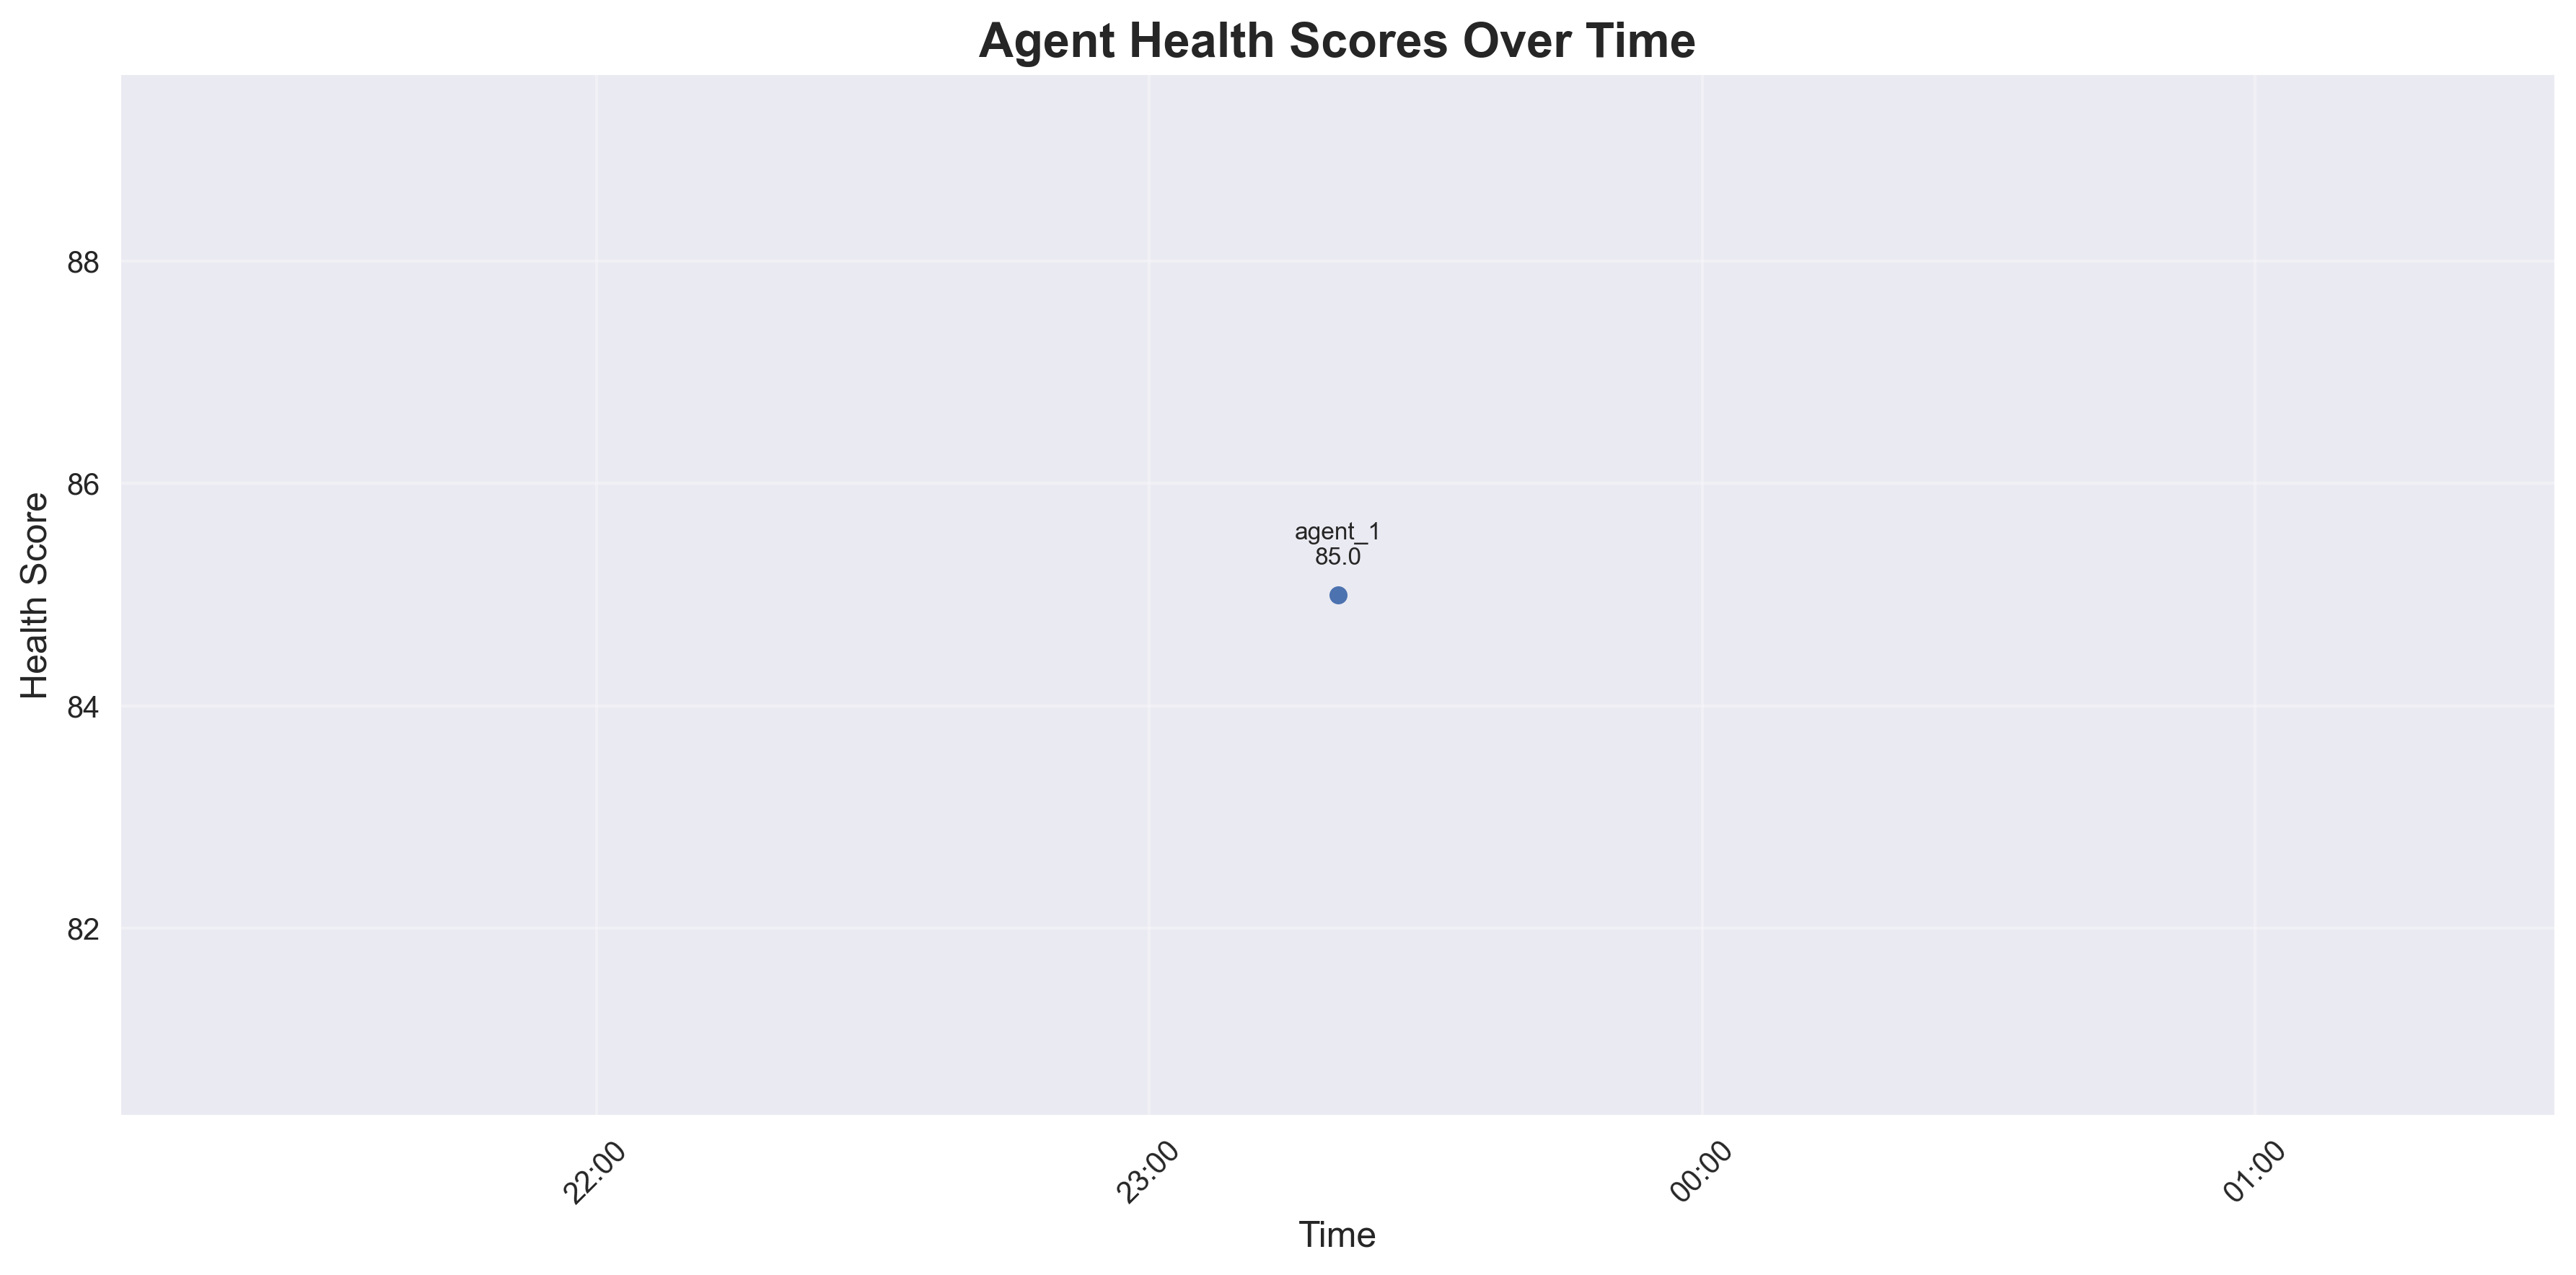 Agent Health Scores Over Time
Health Score
88
86
84
82
agent_1
85.0
22:00
23:00
00:00
01:00
Time